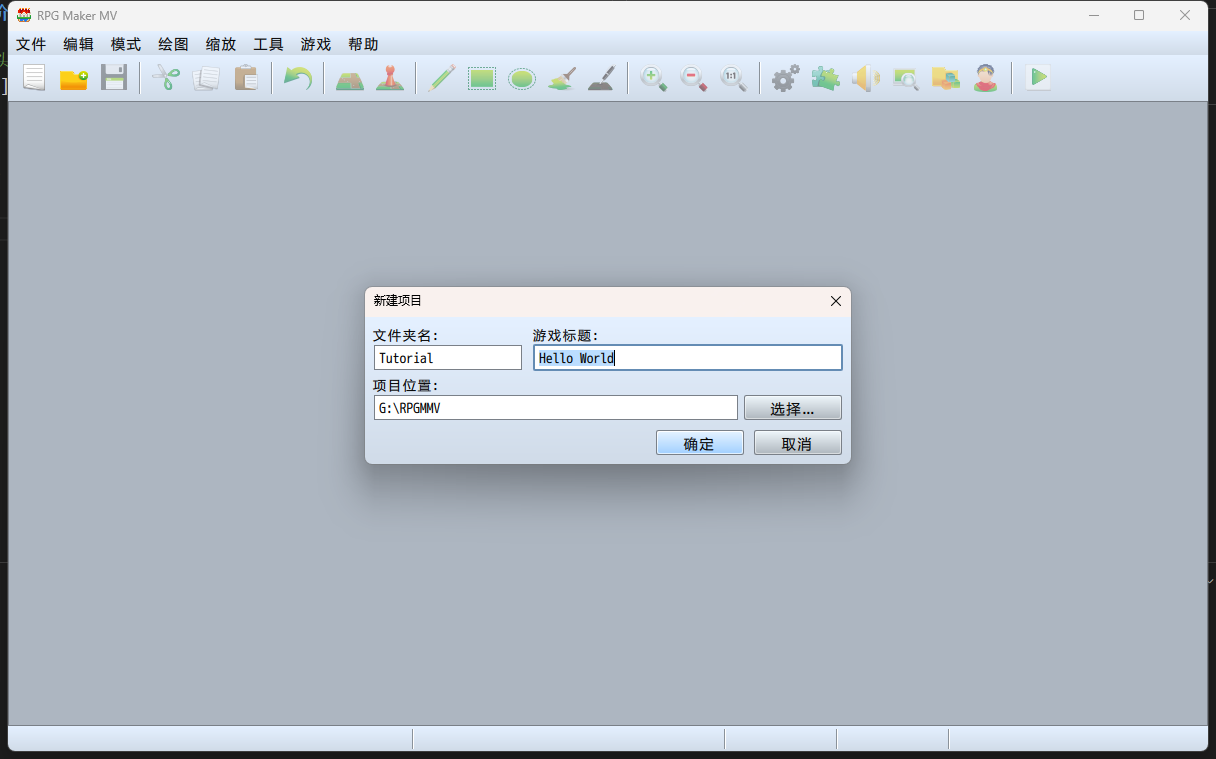 RPG Maker MV
文件 编辑 模式 绘图 缩放 工具 游戏 帮助
1:1
新建项目
文件夹名: 游戏标题:
Tutorial Hello World
项目位置:
G:\RPGMMV 选择...
确定 取消